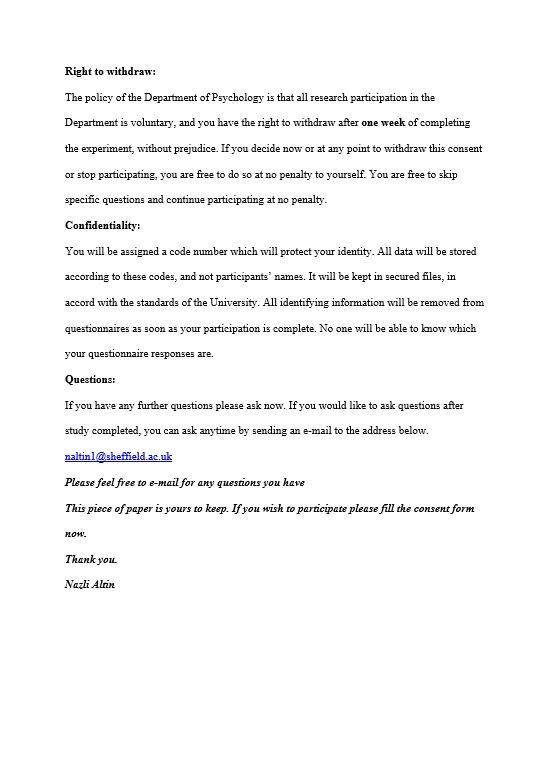 Right to withdraw:
The policy of the Department of Psychology is that all research participation in the
Department is voluntary, and you have the right to withdraw after one week of completing
the experiment, without prejudice. If you decide now or at any point to withdraw this consent
or stop participating, you are free to do so at no penalty to yourself. You are free to skip
specific questions and continue participating at no penalty.
Confidentiality:
You will be assigned a code number which will protect your identity. All data will be stored
according to these codes, and not participants' names. It will be kept in secured files, in
accord with the standards of the University. All identifying information will be removed from
questionnaires as soon as your participation is complete. No one will be able to know which
your questionnaire responses are.
Questions:
If you have any further questions please ask now. If you would like to ask questions after
study completed, you can ask anytime by sending an e-mail to the address below.
naltin1@sheffield.ac.uk
Please feel free to e-mail for any questions you have
This piece of paper is yours to keep. If you wish to participate please fill the consent form
now.
Thank you.
Nazli Altin